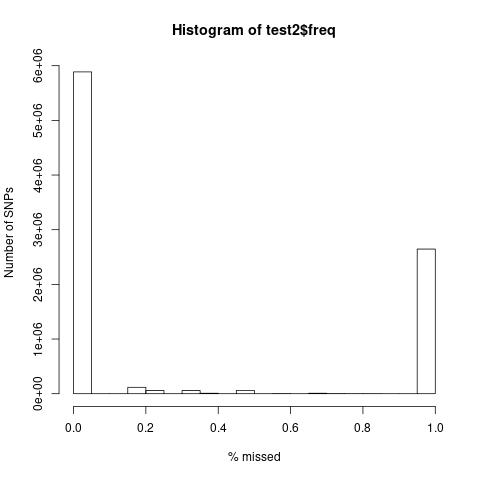 Histogram of test2$freq
Number of SNPs
6e+06
5e+06
4e+06
3e+06
2e+06
1e+06
0e+00
0.0 0.2 0.4 0.6 0.8 1.0
% missed